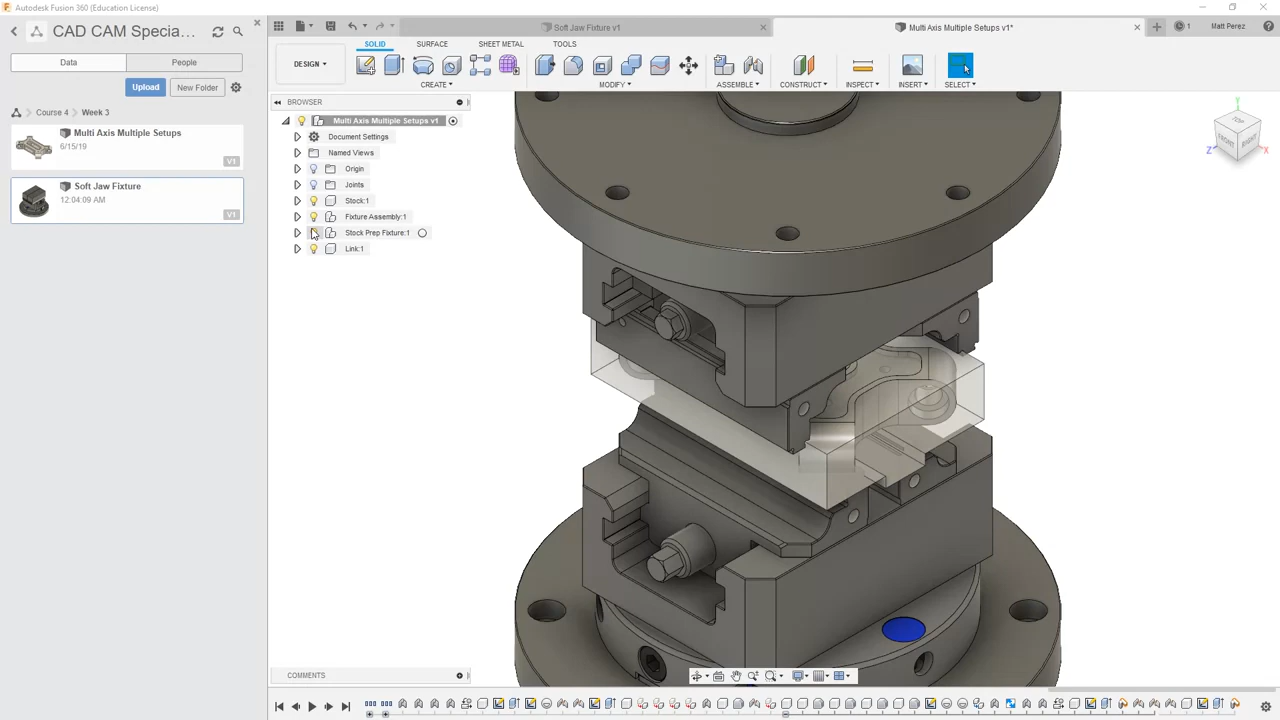 Autodesk Fusion 360 (Education License)
CAD CAM Specia...
Data People
Upload New Folder
Course 4 Week 3
Multi Axis Multiple Setups
6/15/19
V1
Soft Jaw Fixture
12:04:09 AM
V1
Soft Jaw Fixture v1
Multi Axis Multiple Setups v1*
1
Matt Perez
SOLID SURFACE SHEET METAL TOOLS
DESIGN
CREATE MODIFY ASSEMBLE CONSTRUCT INSPECT INSERT SELECT
BROWSER
Multi Axis Multiple Setups v1
Document Settings
Named Views
Origin
Joints
Stock:1
Fixture Assembly:1
Stock Prep Fixture:1
Link:1
Y
TOP
FRONT
RIGHT
Z
X
COMMENTS